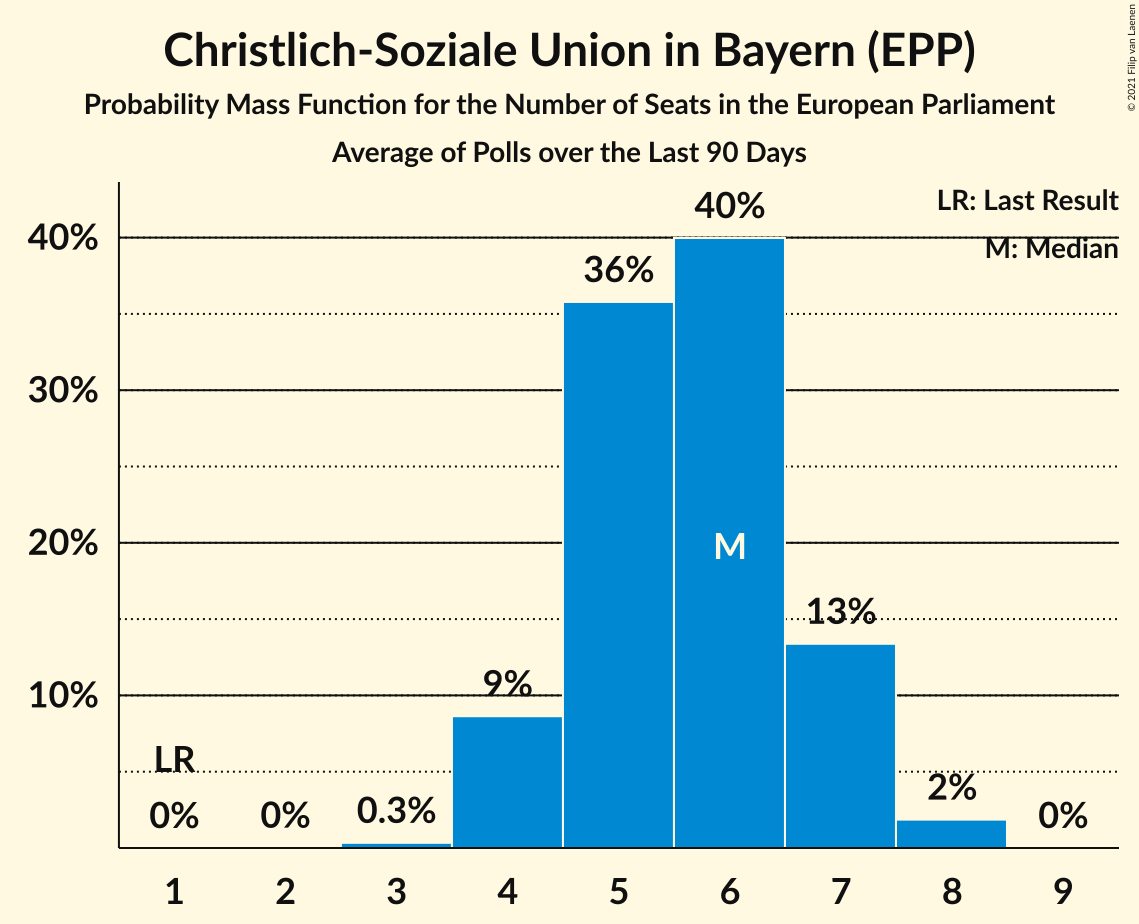 Christlich-Soziale Union in Bayern (EPP)
Probability Mass Function for the Number of Seats in the European Parliament
Average of Polls over the Last 90 Days
© 2021 Filip van Laenen
LR: Last Result
M: Median
40%
30%
20%
10%
LR
0%
0%
0.3%
9%
36%
40%
M
13%
2%
0%
1 2 3 4 5 6 7 8 9